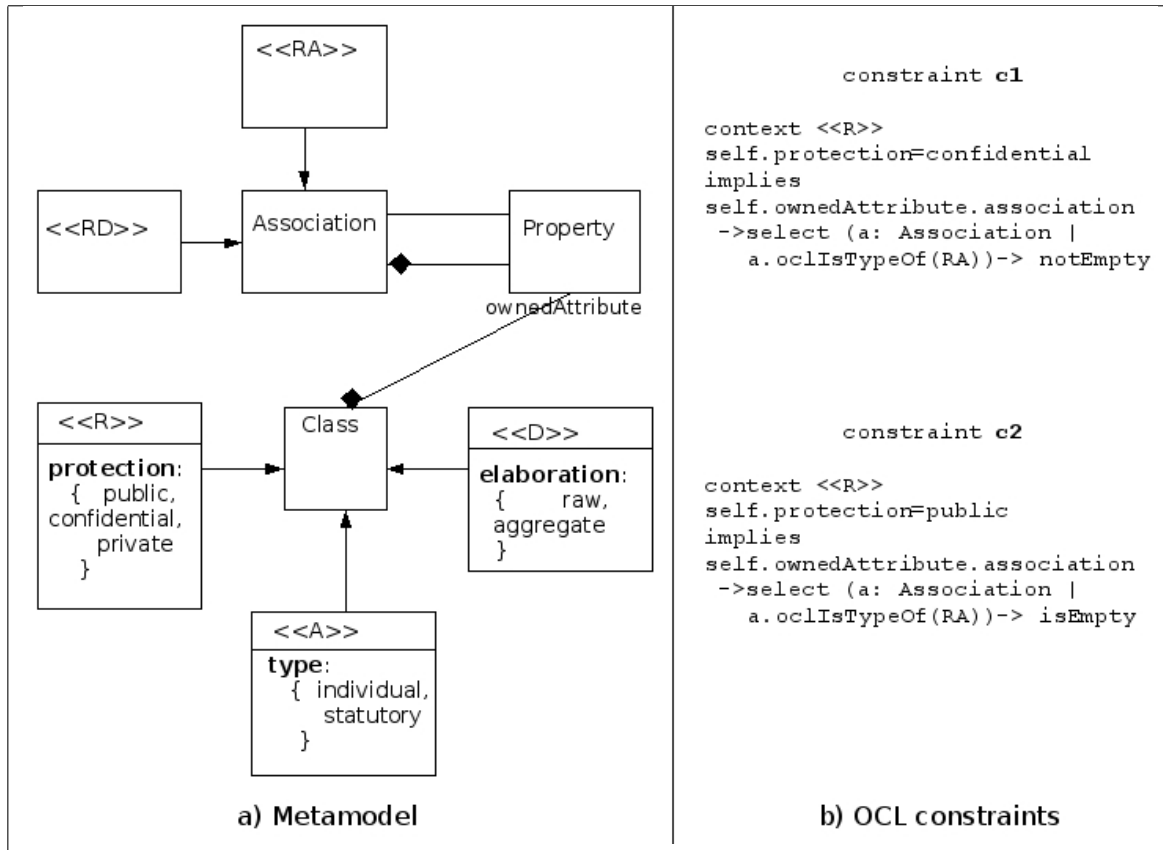 <<RA>>
<<RD>>
Association
Property
ownedAttribute
<<R>>
protection:
{ public,
confidential,
private
}
Class
<<D>>
elaboration:
{ raw,
aggregate
}
<<A>>
type:
{ individual,
statutory
}
a) Metamodel
constraint c1
context <<R>>
self.protection=confidential
implies
self.ownedAttribute.association
->select (a: Association |
a.oclIsTypeOf(RA))-> notEmpty
constraint c2
context <<R>>
self.protection=public
implies
self.ownedAttribute.association
->select (a: Association |
a.oclIsTypeOf(RA))-> isEmpty
b) OCL constraints